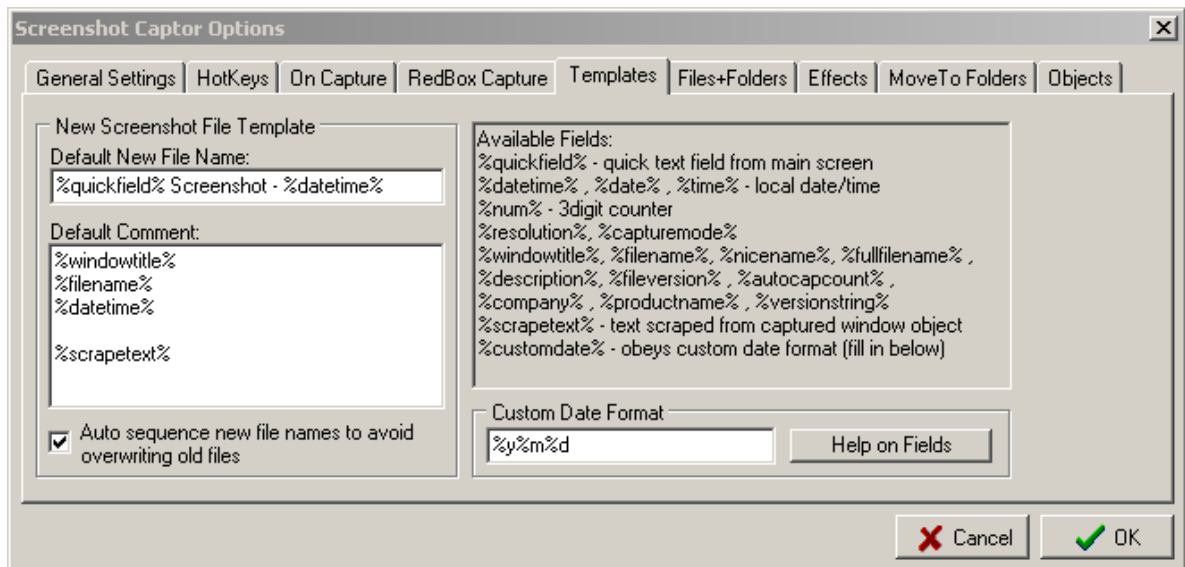 Screenshot Captor Options
General Settings HotKeys On Capture RedBox Capture Templates Files+Folders Effects MoveTo Folders Objects
New Screenshot File Template
Default New File Name:
%quickfield% Screenshot - %datetime%
Default Comment:
%windowtitle%
%filename%
%datetime%
%scrapetext%
Auto sequence new file names to avoid
overwriting old files
Available Fields:
%quickfield% - quick text field from main screen
%datetime% , %date% , %time% - local date/time
%num% - 3digit counter
%resolution%, %capturemode%
%windowtitle%, %filename%, %nicename%, %fullfilename% ,
%description%, %fileversion% , %autocapcount% ,
%company% , %productname% , %versionstring%
%scrapetext% - text scraped from captured window object
%customdate% - obeys custom date format (fill in below)
Custom Date Format
%y%m%d
Help on Fields
Cancel
OK